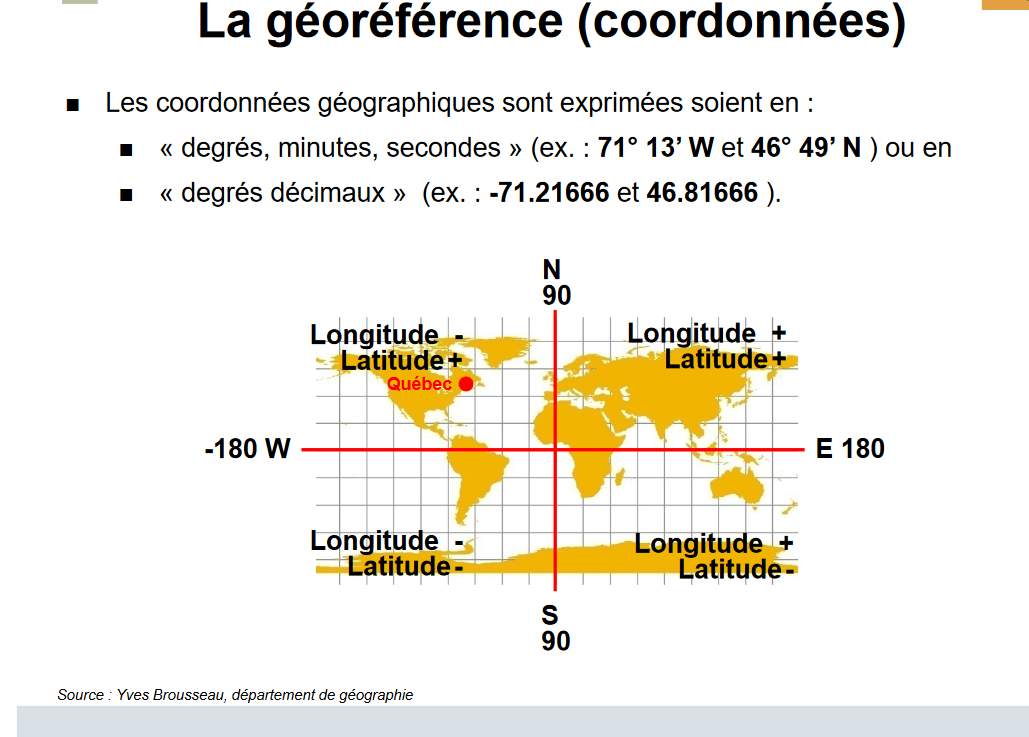 La géoréférence (coordonnées)
■ Les coordonnées géographiques sont exprimées soient en :
■ « degrés, minutes, secondes » (ex. : 71° 13’ W et 46° 49’ N ) ou en
■ « degrés décimaux » (ex. : -71.21666 et 46.81666 ).
N
90
Longitude -
Latitude +
Longitude +
Latitude +
Québec
-180 W
E 180
Longitude -
Latitude -
Longitude +
Latitude -
S
90
Source : Yves Brousseau, département de géographie